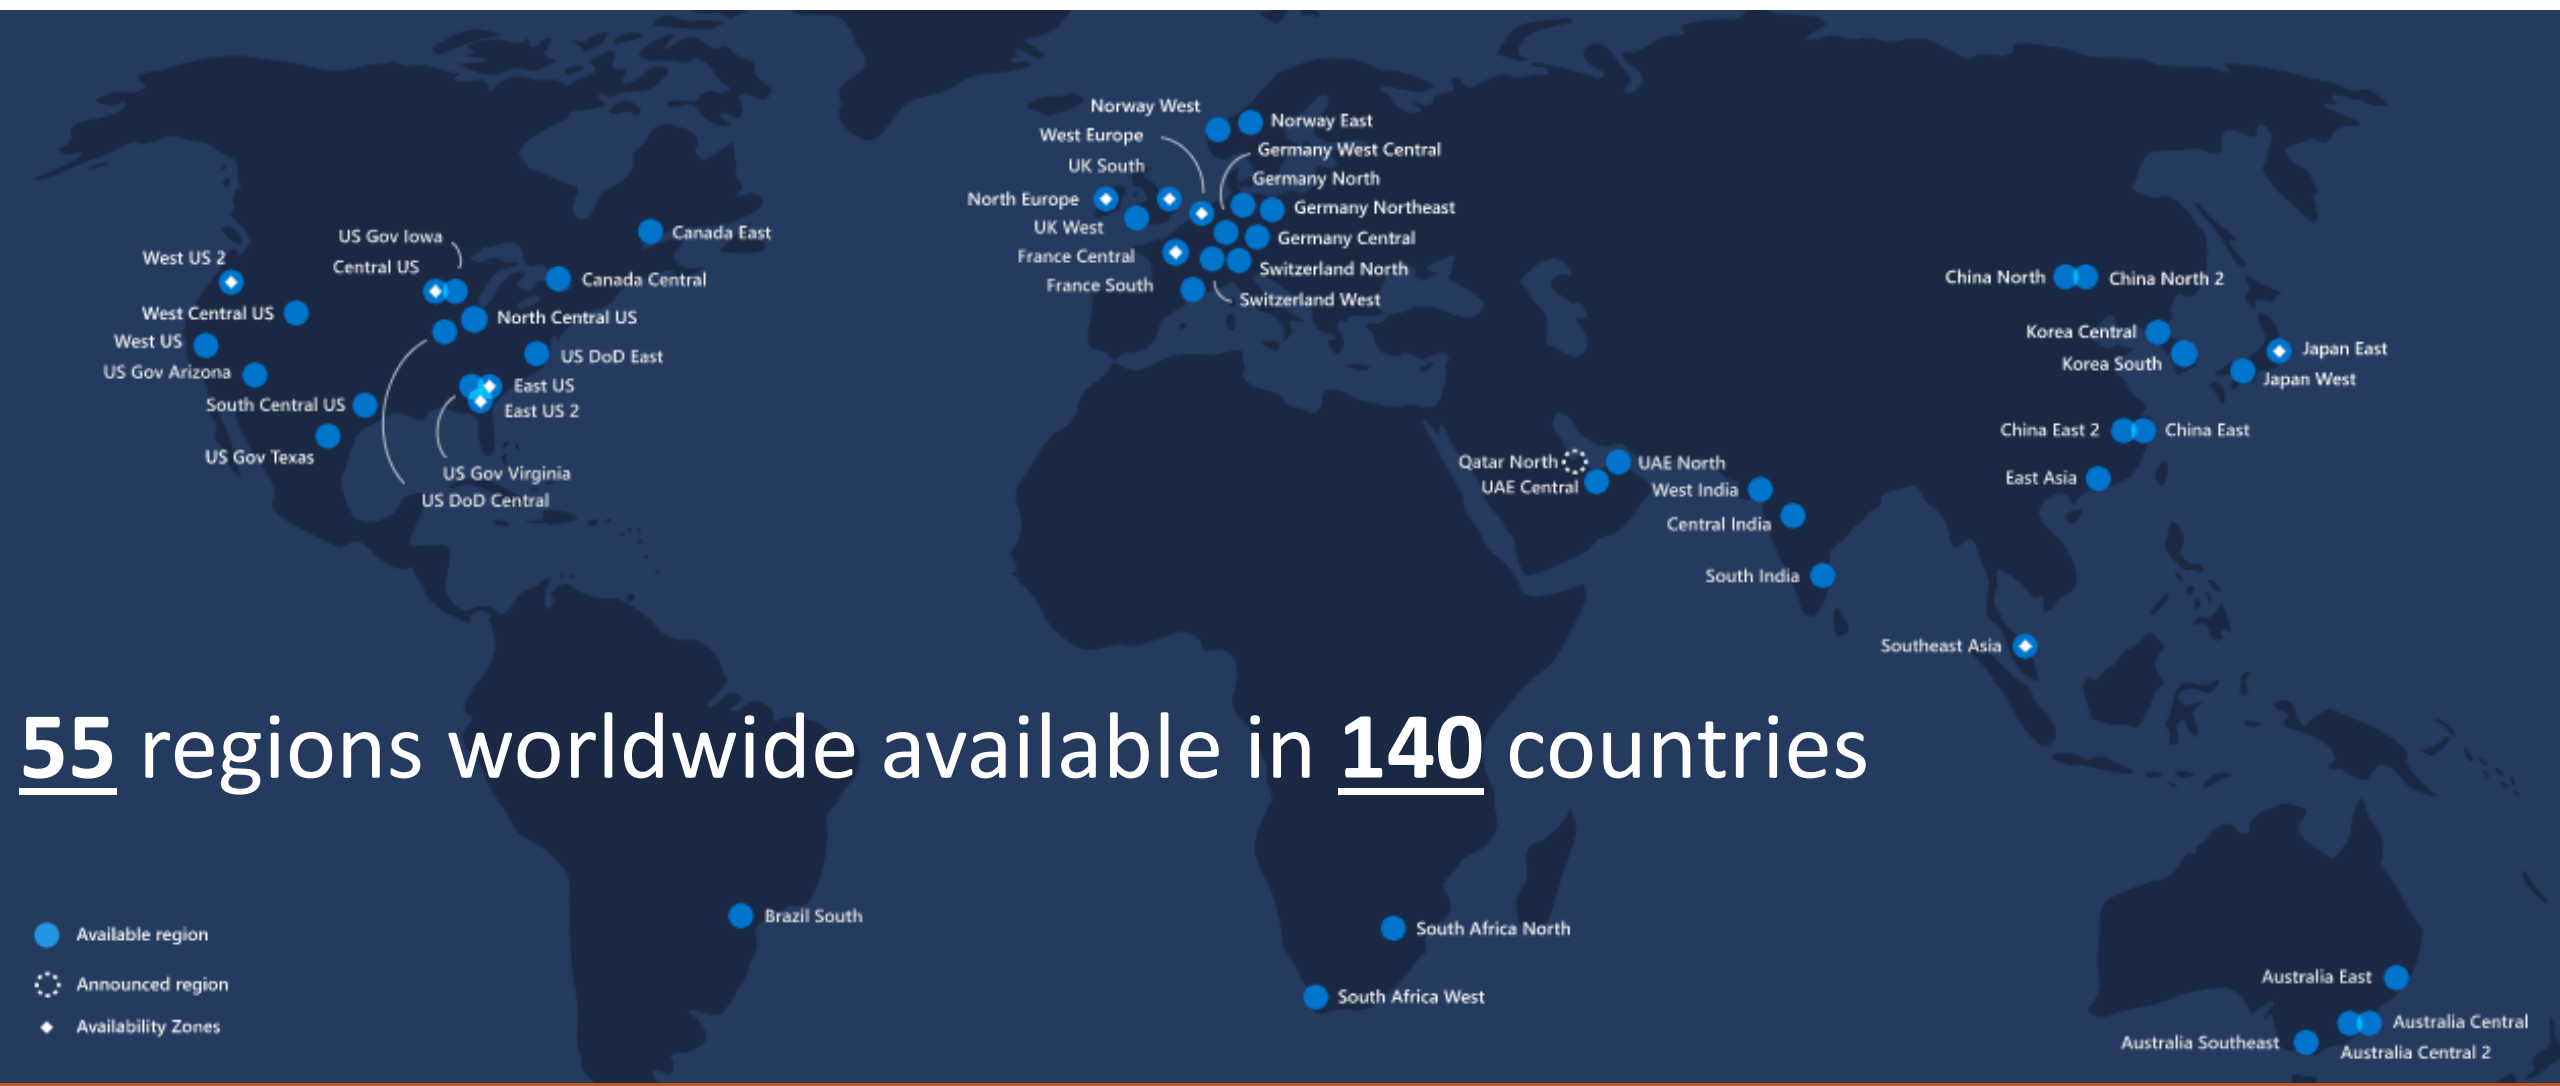 Norway West
Norway East
West Europe
Germany West Central
UK South
Germany North
North Europe
Germany Northeast
UK West
Germany Central
France Central
Switzerland North
France South
Switzerland West
US Gov Iowa
Canada East
West US 2
Central US
Canada Central
West Central US
North Central US
West US
US DoD East
US Gov Arizona
East US
South Central US
East US 2
US Gov Texas
US Gov Virginia
US DoD Central
China North
China North 2
Korea Central
Japan East
Korea South
Japan West
China East 2
China East
Qatar North
UAE North
East Asia
UAE Central
West India
Central India
South India
Southeast Asia
55 regions worldwide available in 140 countries
Brazil South
South Africa North
South Africa West
Available region
Announced region
Availability Zones
Australia East
Australia Central
Australia Southeast
Australia Central 2